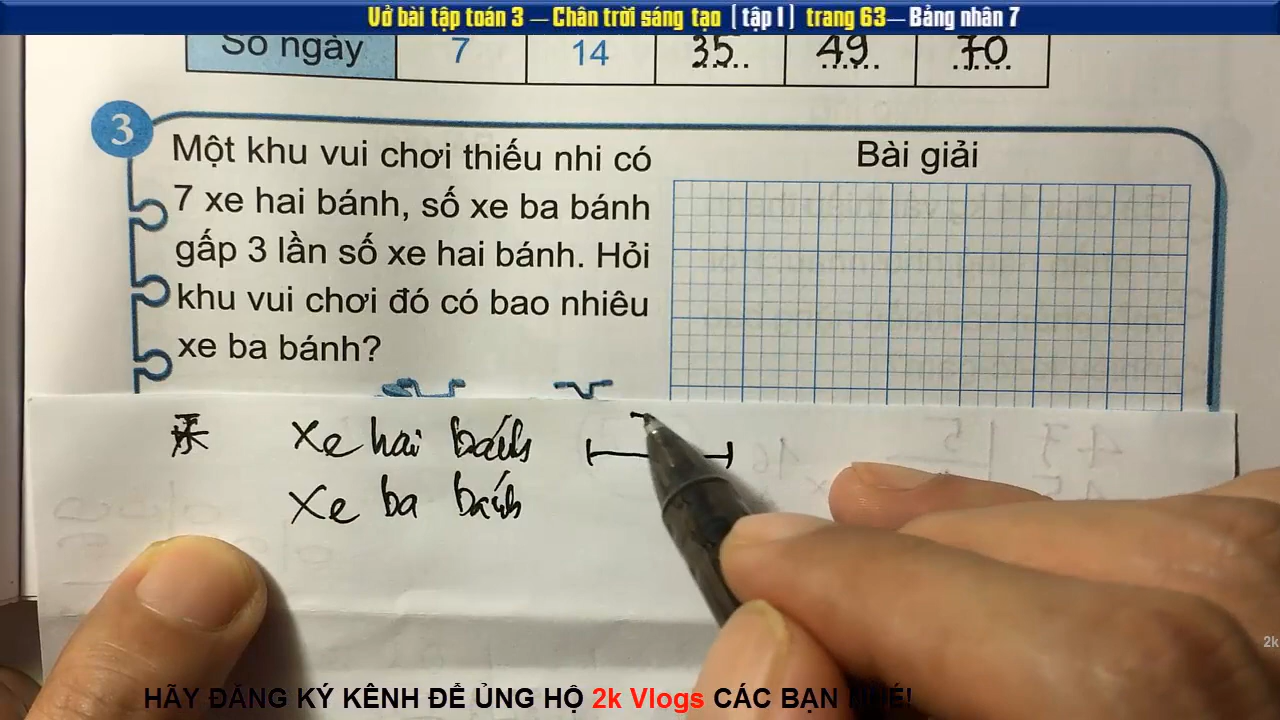 Vở bài tập toán 3 — Chân trời sáng tạo (tập 1) trang 63— Bảng nhân 7
Số ngày 7 14 35 49 70
3
Một khu vui chơi thiếu nhi có
7 xe hai bánh, số xe ba bánh
gấp 3 lần số xe hai bánh. Hỏi
khu vui chơi đó có bao nhiêu
xe ba bánh?
Bài giải
xe hai bánh
xe ba bánh
2k
HÃY ĐĂNG KÝ KÊNH ĐỂ ỦNG HỘ 2k Vlogs CÁC BẠN NHÉ!